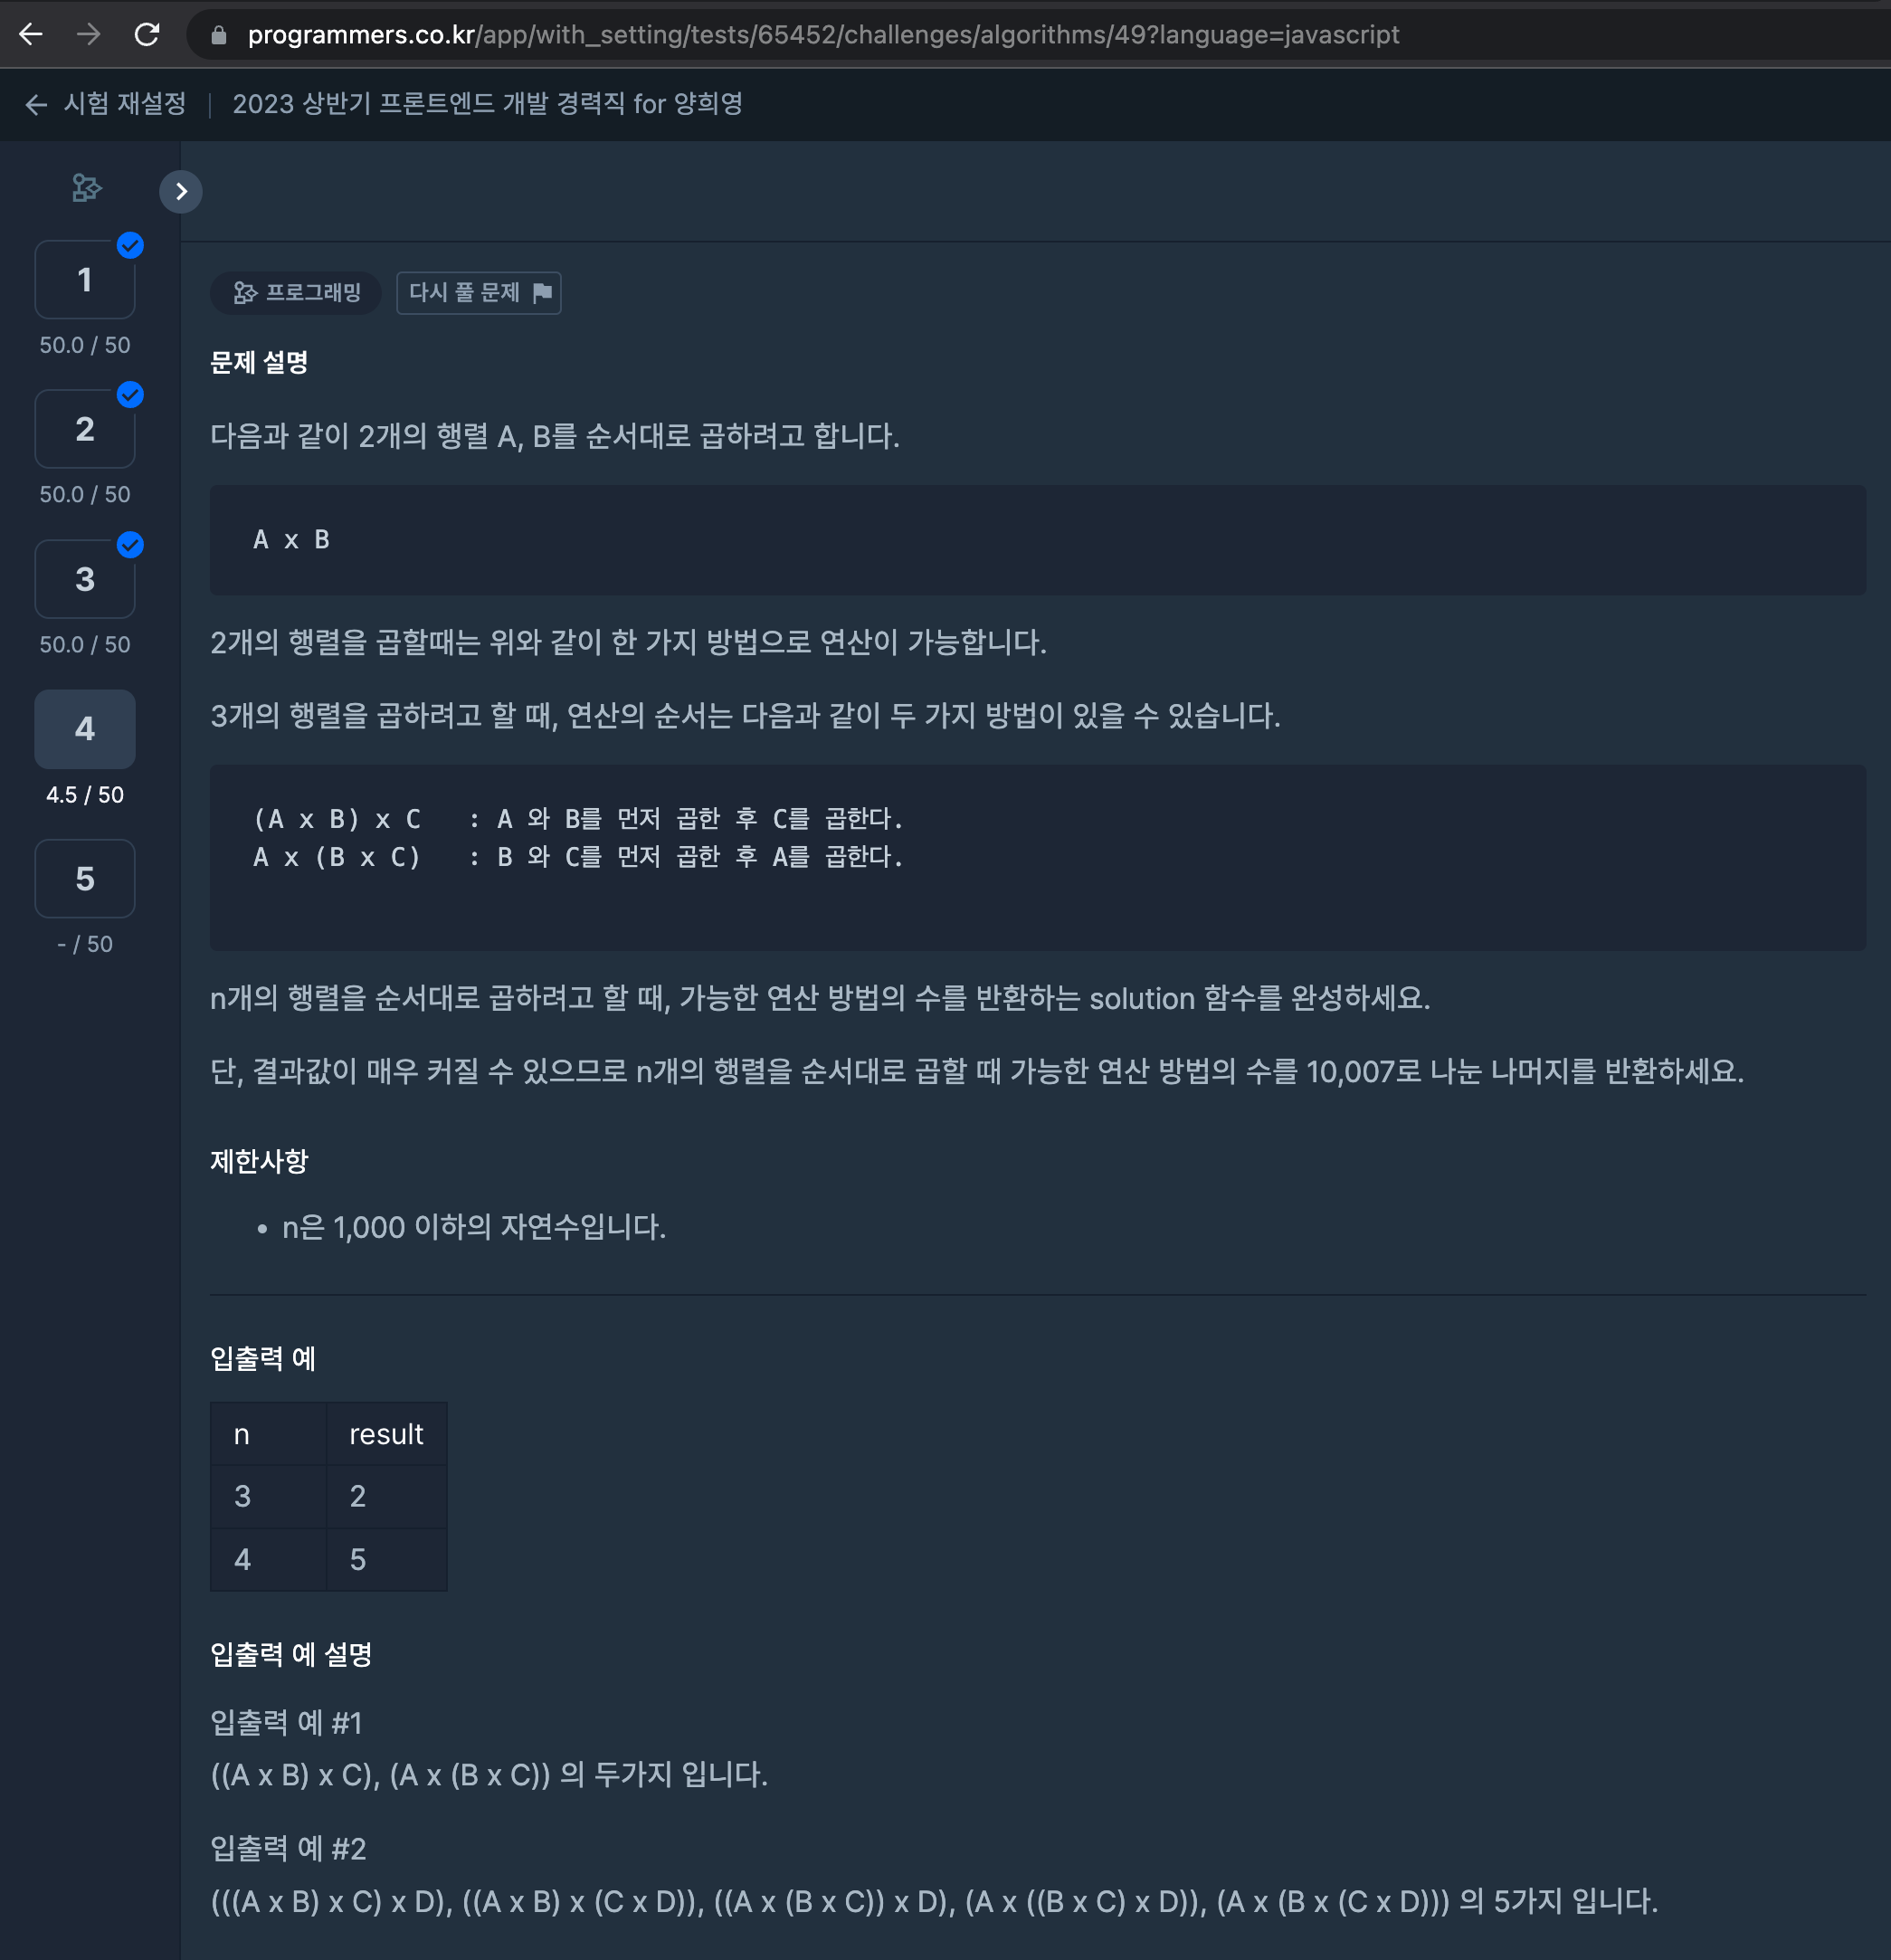 programmers.co.kr/app/with_setting/tests/65452/challenges/algorithms/49?language=javascript
시험 재설정 | 2023 상반기 프론트엔드 개발 경력직 for 양희영
1
50.0 / 50
2
50.0 / 50
3
50.0 / 50
4
4.5 / 50
5
- / 50
프로그래밍 다시 풀 문제
문제 설명
다음과 같이 2개의 행렬 A, B를 순서대로 곱하려고 합니다.
A x B
2개의 행렬을 곱할때는 위와 같이 한 가지 방법으로 연산이 가능합니다.
3개의 행렬을 곱하려고 할 때, 연산의 순서는 다음과 같이 두 가지 방법이 있을 수 있습니다.
(A x B) x C : A 와 B를 먼저 곱한 후 C를 곱한다.
A x (B x C) : B 와 C를 먼저 곱한 후 A를 곱한다.
n개의 행렬을 순서대로 곱하려고 할 때, 가능한 연산 방법의 수를 반환하는 solution 함수를 완성하세요.
단, 결과값이 매우 커질 수 있으므로 n개의 행렬을 순서대로 곱할 때 가능한 연산 방법의 수를 10,007로 나눈 나머지를 반환하세요.
제한사항
• n은 1,000 이하의 자연수입니다.
입출력 예
n result
3 2
4 5
입출력 예 설명
입출력 예 #1
((A x B) x C), (A x (B x C)) 의 두가지 입니다.
입출력 예 #2
(((A x B) x C) x D), ((A x B) x (C x D)), ((A x (B x C)) x D), (A x ((B x C) x D)), (A x (B x (C x D))) 의 5가지 입니다.